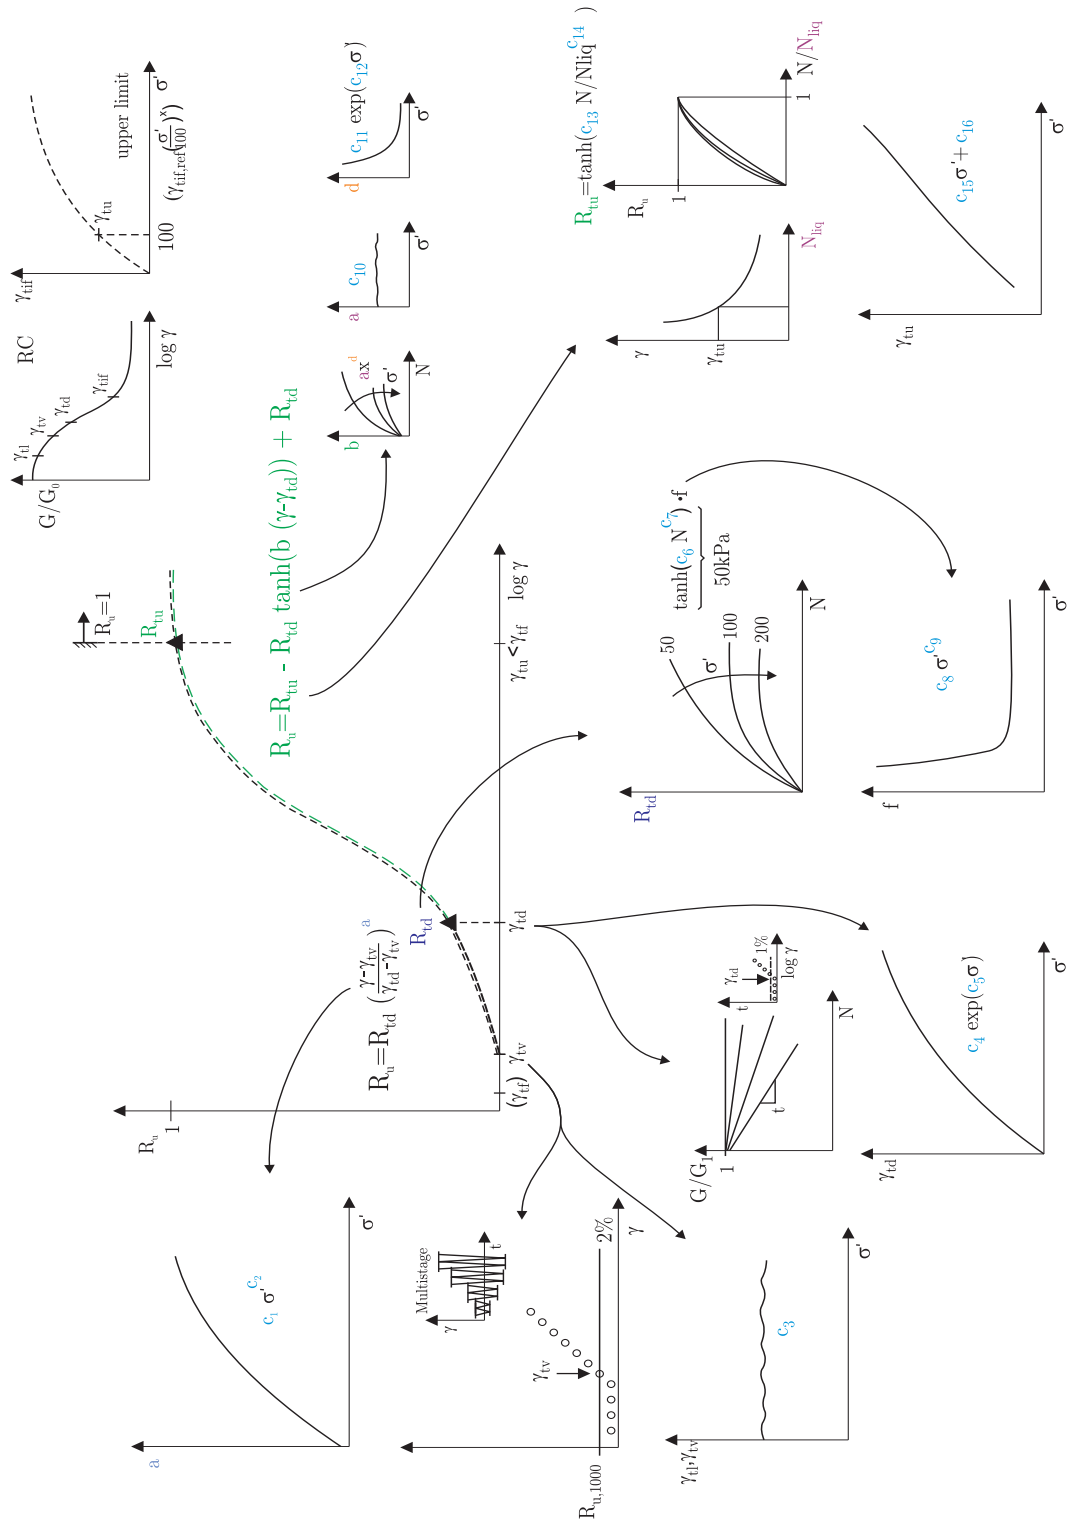 R_u
1
(γ_tf)
γ_tv
γ_td
γ_tu<γ_tf
log γ
R_u=R_td (γ-γ_tv / γ_td-γ_tv)^a
R_td
R_u=R_tu - R_td tanh(b (γ-γ_td)) + R_td
R_tu
R_u=1
G/G_0
γ_tl
γ_tv
γ_td
γ_tif
RC
log γ
γ_tif
γ_tu
100
upper limit
σ'
(γ_tif,ref(σ'/100)^x)
a
c_1 σ'^c_2
σ'
Multistage
γ
t
γ_tv
2%
R_u,1000
γ
γ_tl,γ_tv
c_3
σ'
G/G_1
1
t
N
t
γ_td
1%
log γ
γ_td
c_4 exp(c_5σ')
σ'
R_td
50
100
200
σ'
N
tanh(c_6 N^c_7) •f
50kPa
f
c_8 σ'^c_9
σ'
b
ax^d
σ'
N
a
c_10
σ'
d
c_11 exp(c_12σ')
σ'
γ
γ_tu
N_liq
R_tu=tanh(c_13 N/Nliq^c_14)
R_u
1
1
N/N_liq
γ_tu
c_15σ'+c_16
σ'